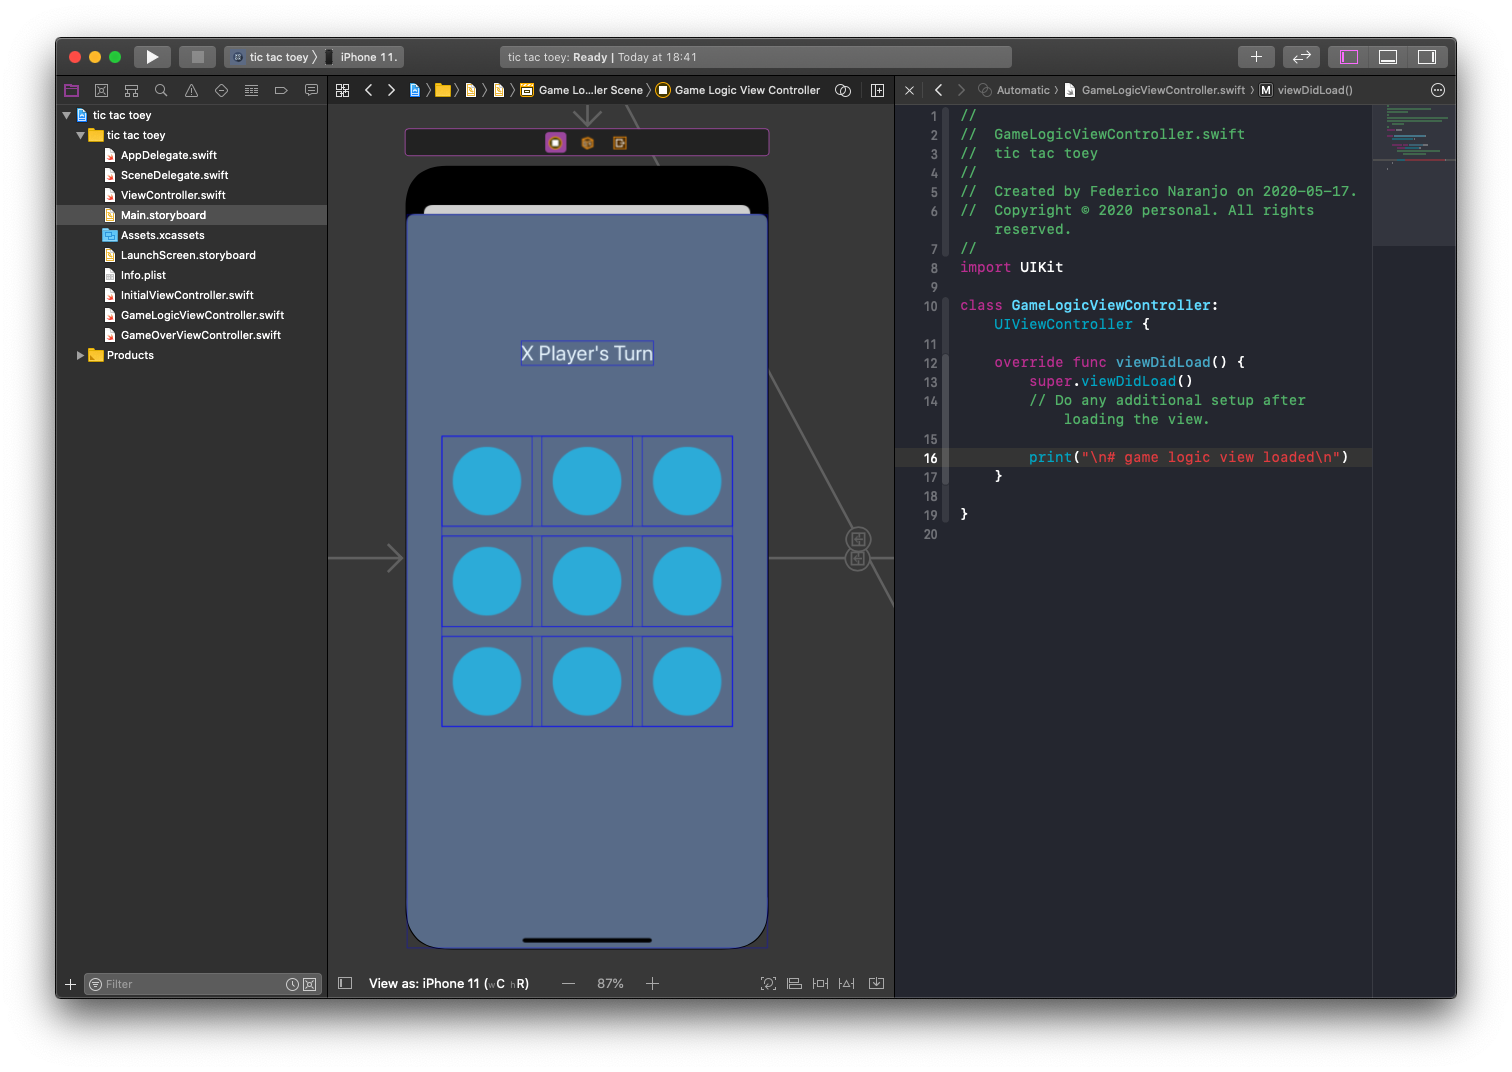 tic tac toey
iPhone 11.
tic tac toey: Ready | Today at 18:41
tic tac toey
tic tac toey
AppDelegate.swift
SceneDelegate.swift
ViewController.swift
Main.storyboard
Assets.xcassets
LaunchScreen.storyboard
Info.plist
InitialViewController.swift
GameLogicViewController.swift
GameOverViewController.swift
Products
Filter
Game Lo...ler Scene
Game Logic View Controller
X Player's Turn
View as: iPhone 11 (wC hR)
87%
Automatic
GameLogicViewController.swift
M viewDidLoad()
1 //
2 // GameLogicViewController.swift
3 // tic tac toey
4 //
5 // Created by Federico Naranjo on 2020-05-17.
6 // Copyright © 2020 personal. All rights
reserved.
7 //
8 import UIKit
9
10 class GameLogicViewController:
UIViewController {
11
12 override func viewDidLoad() {
13 super.viewDidLoad()
14 // Do any additional setup after
loading the view.
15
16 print("\n# game logic view loaded\n")
17 }
18
19 }
20